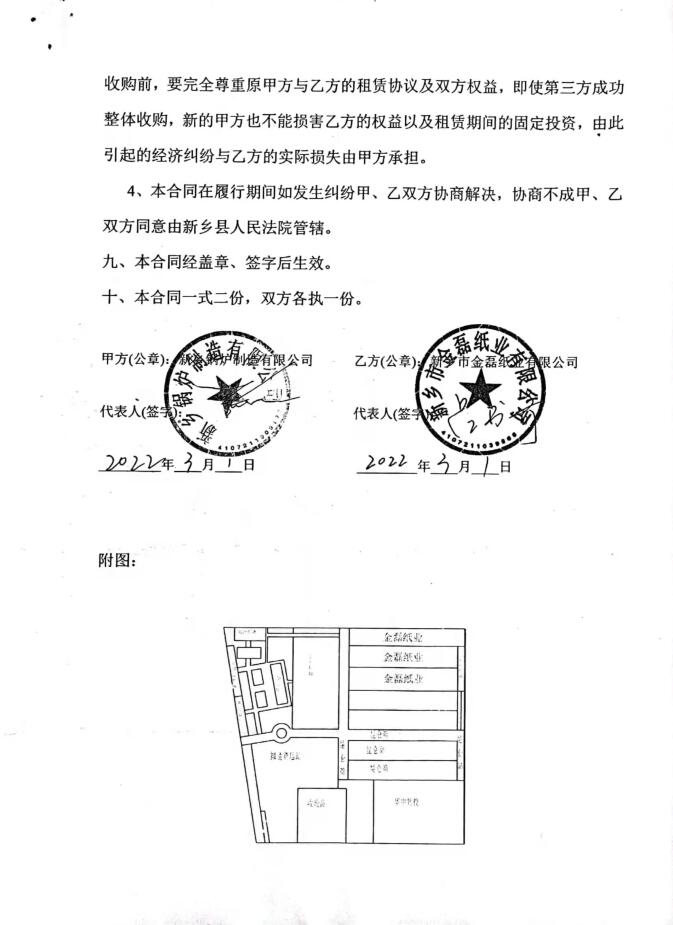 收购前，要完全尊重原甲方与乙方的租赁协议及双方权益，即使第三方成功
整体收购，新的甲方也不能损害乙方的权益以及租赁期间的固定投资，由此
引起的经济纠纷与乙方的实际损失由甲方承担。
4、本合同在履行期间如发生纠纷甲、乙双方协商解决，协商不成甲、乙
双方同意由新乡县人民法院管辖。
九、本合同经盖章、签字后生效。
十、本合同一式二份，双方各执一份。
甲方(公章)：新乡锅炉制造有限公司
乙方(公章)：新乡市金磊纸业有限公司
代表人(签字):
代表人(签字
新乡锅炉制造有限公
新乡市金磊纸业有限公司
2022年3月1日
2022年3月1日
附图：
金磊纸业
金磊纸业
金磊纸业